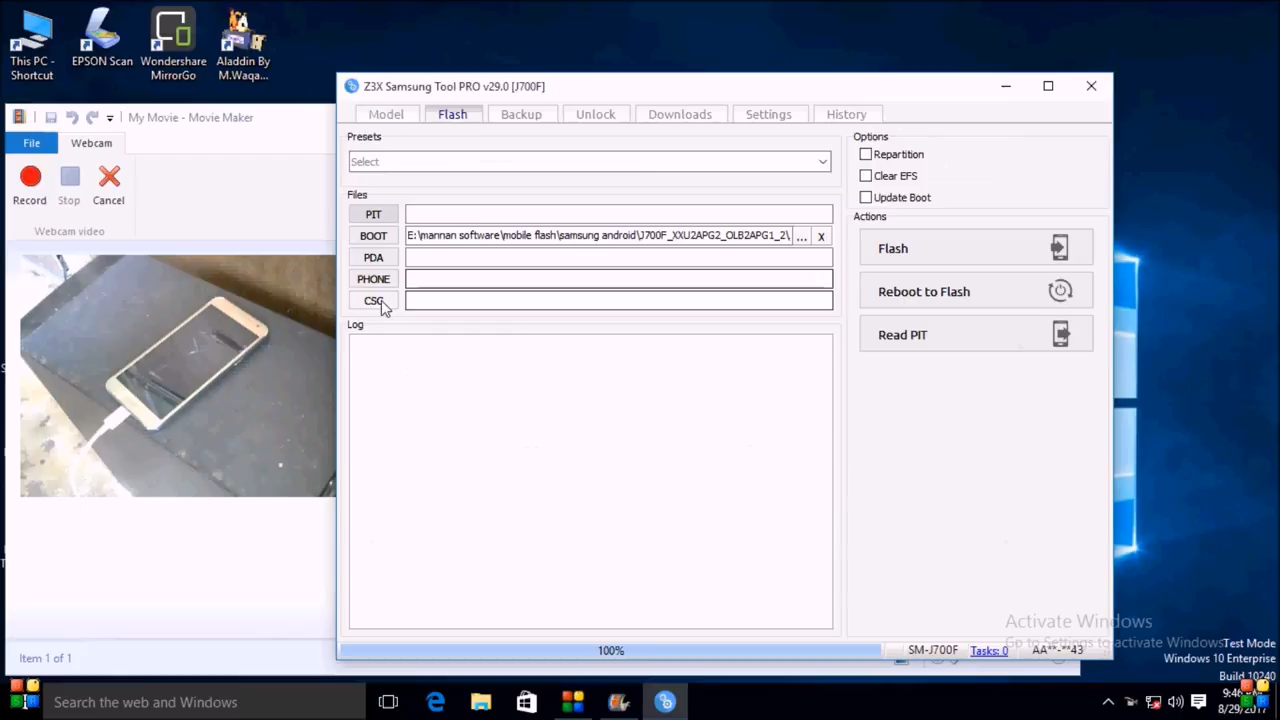 This PC - Shortcut
EPSON Scan
Wondershare MirrorGo
Aladdin By M.Waqa...
My Movie - Movie Maker
File
Webcam
Record
Stop
Cancel
Webcam video
Item 1 of 1
Z3X Samsung Tool PRO v29.0 [J700F]
Model
Flash
Backup
Unlock
Downloads
Settings
History
Presets
Select
Files
PIT
BOOT
E:\mannan software\mobile flash\samsung android\J700F_XXU2APG2_OLB2APG1_2\
...
x
PDA
PHONE
CSC
Log
Options
Repartition
Clear EFS
Update Boot
Actions
Flash
Reboot to Flash
Read PIT
100%
SM-J700F
Tasks: 0
AA**-**43
Activate Windows
Go to Settings to activate Windows.
Test Mode
Windows 10 Enterprise
Build 10240
Search the web and Windows
8/29/2017